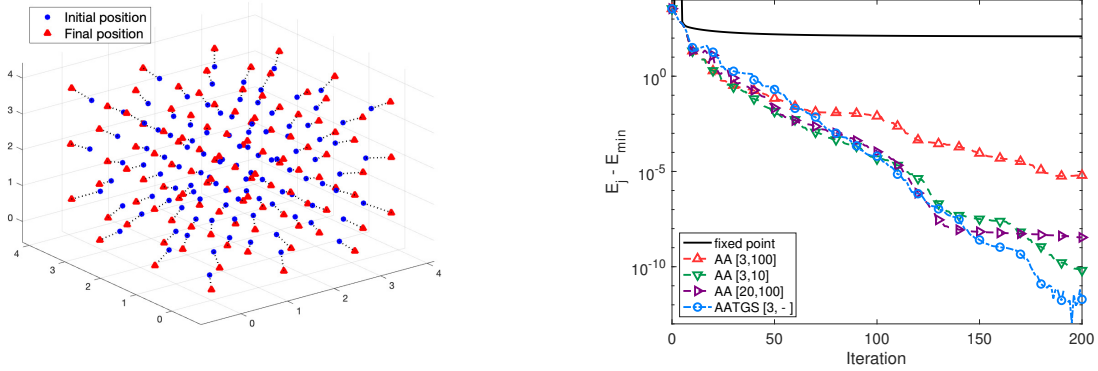 Initial position
Final position
4
3
2
1
0
4
3
2
1
0
0
1
2
3
4
E_j - E_min
10^0
10^-5
10^-10
fixed point
AA [3,100]
AA [3,10]
AA [20,100]
AATGS [3, - ]
0
50
100
150
200
Iteration